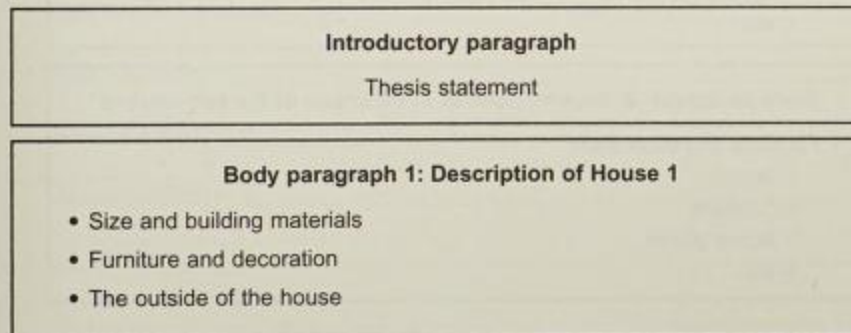 Introductory paragraph
Thesis statement
Body paragraph 1: Description of House 1
• Size and building materials
• Furniture and decoration
• The outside of the house